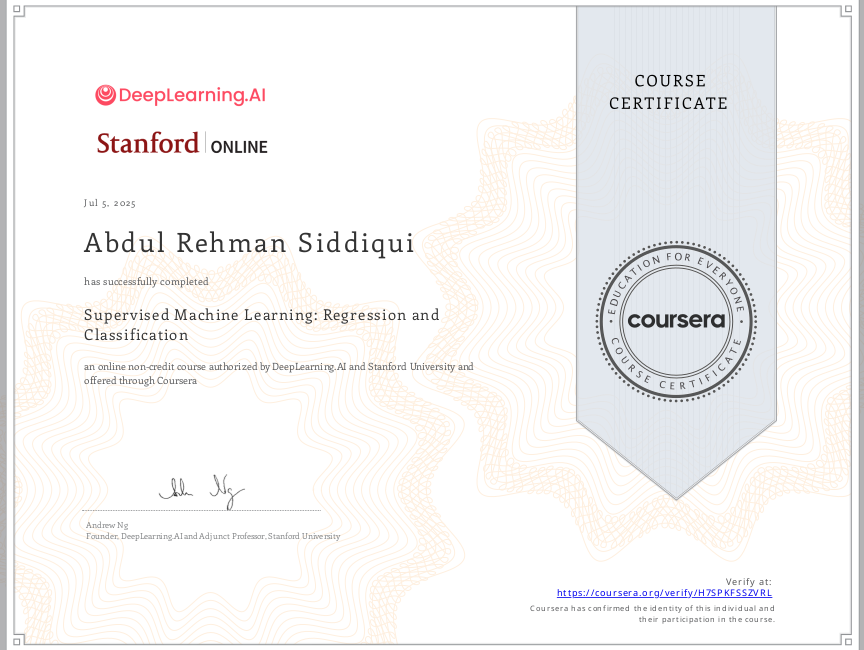 COURSE
CERTIFICATE
DeepLearning.AI
Stanford ONLINE
Jul 5, 2025
Abdul Rehman Siddiqui
has successfully completed
Supervised Machine Learning: Regression and
Classification
an online non-credit course authorized by DeepLearning.AI and Stanford University and
offered through Coursera
EDUCATION FOR EVERYONE
coursera
COURSE CERTIFICATE
Andrew Ng
Founder, DeepLearning.AI and Adjunct Professor, Stanford University
Verify at:
https://coursera.org/verify/H7SPKFSSZVRL
Coursera has confirmed the identity of this individual and
their participation in the course.